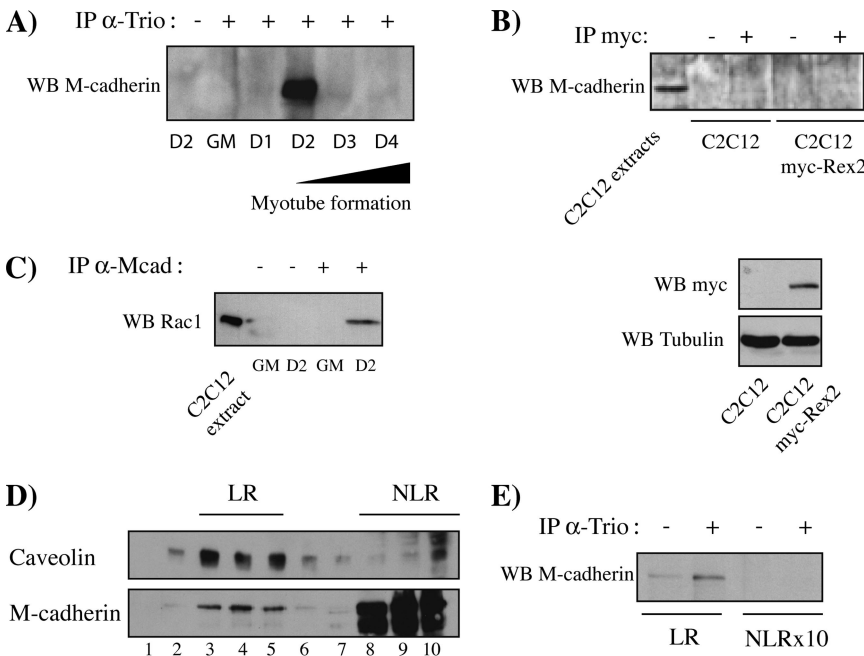 A)
IP α-Trio : - + + + + +
WB M-cadherin
D2 GM D1 D2 D3 D4
Myotube formation
B)
IP myc: - + - +
WB M-cadherin
C2C12 extracts
C2C12
C2C12
myc-Rex2
WB myc
WB Tubulin
C2C12
C2C12
myc-Rex2
C)
IP α-Mcad : - - + +
WB Rac1
GM D2 GM D2
C2C12
extract
D)
LR NLR
Caveolin
M-cadherin
1 2 3 4 5 6 7 8 9 10
E)
IP α-Trio : - + - +
WB M-cadherin
LR NLRx10